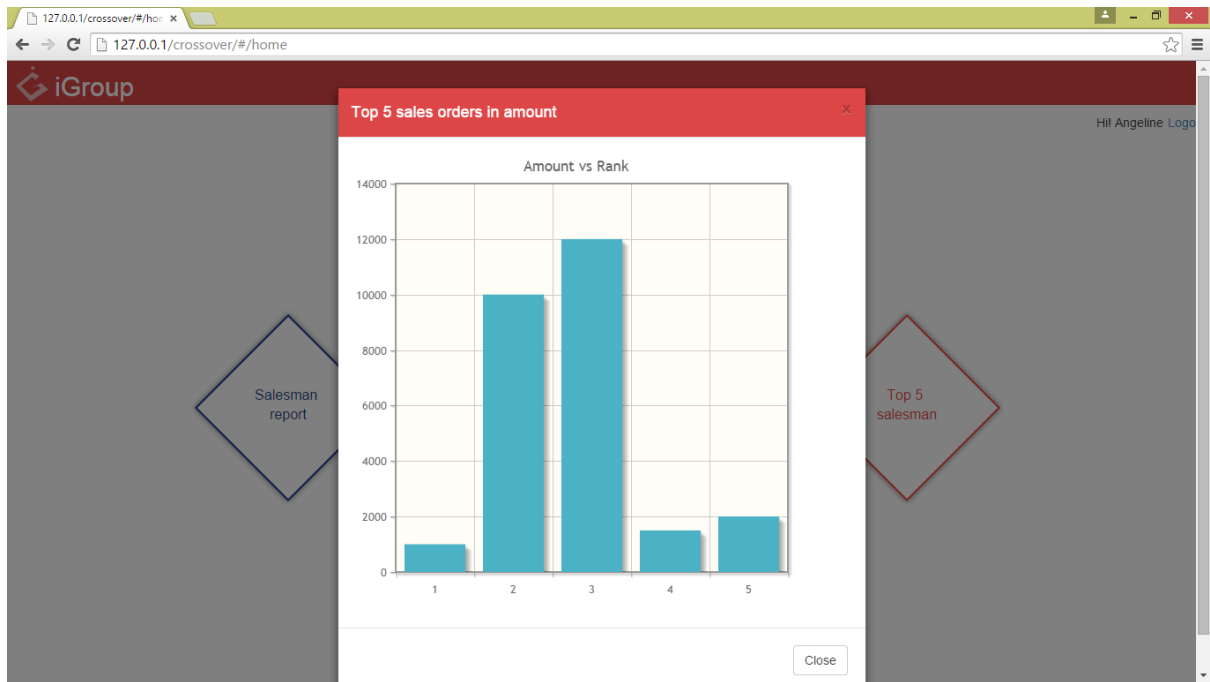 127.0.0.1/crossover/#/hon
127.0.0.1/crossover/#/home
iGroup
Top 5 sales orders in amount
×
Hi! Angeline Logo
Amount vs Rank
14000
12000
10000
8000
6000
4000
2000
0
1 2 3 4 5
Salesman
report
Top 5
salesman
Close